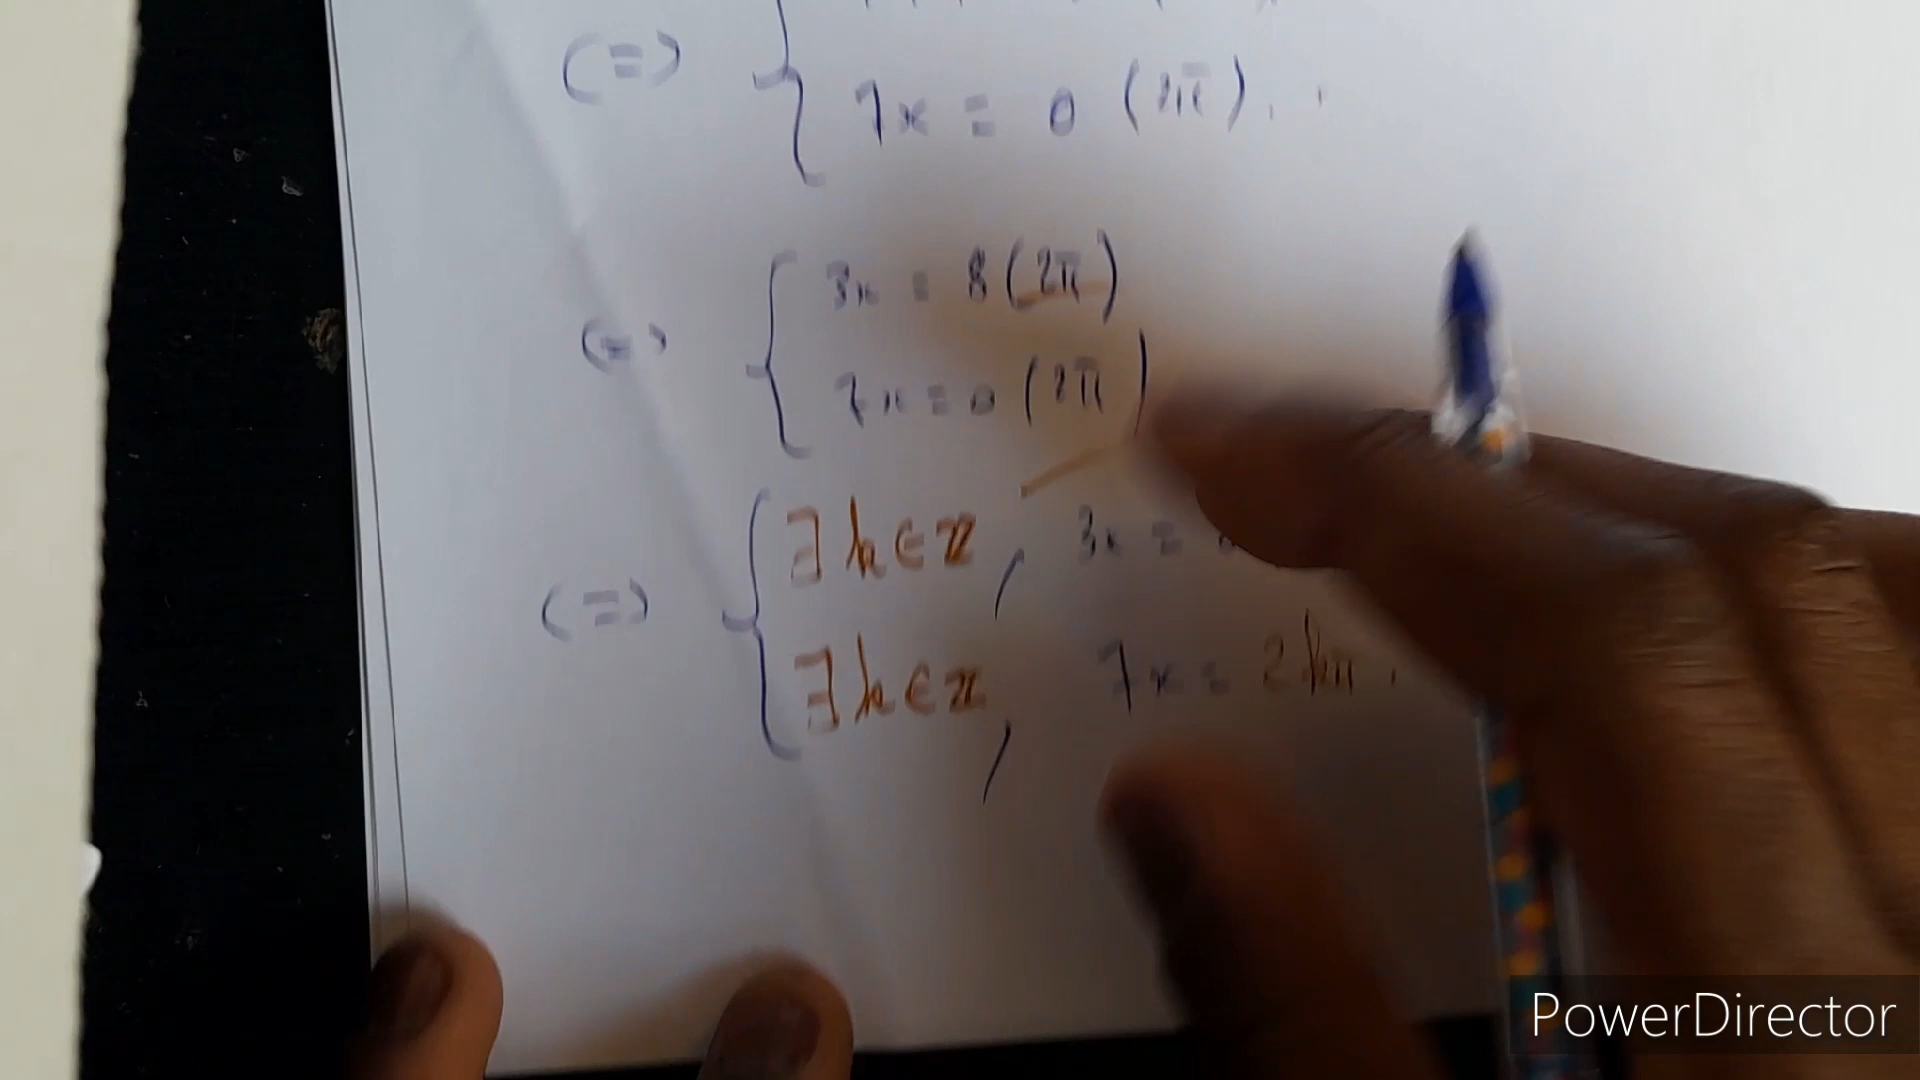 (=) 7x ≡ 0 (2π).
(=) { 3x ≡ 8 (2π)
7x ≡ 0 (2π)
(=) { ∃ k ∈ ℤ, 3x =
∃ k ∈ ℤ, 7x = 2kπ.
PowerDirector